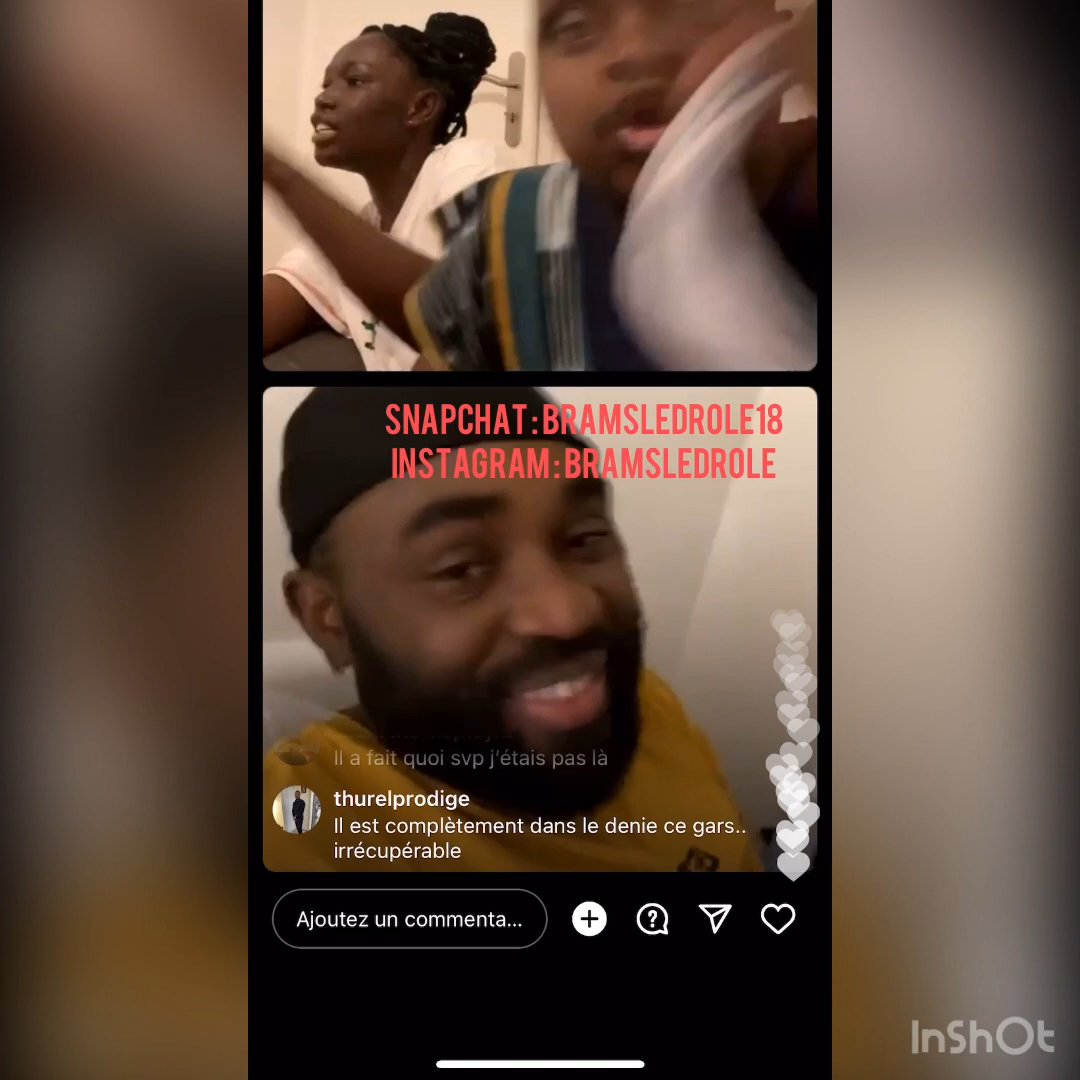 SNAPCHAT : BRAMSLEDROLE18
INSTAGRAM : BRAMSLEDROLE
Il a fait quoi svp j'étais pas là
thurelprodige
Il est complètement dans le denie ce gars..
irrécupérable
Ajoutez un commenta...
InShOt